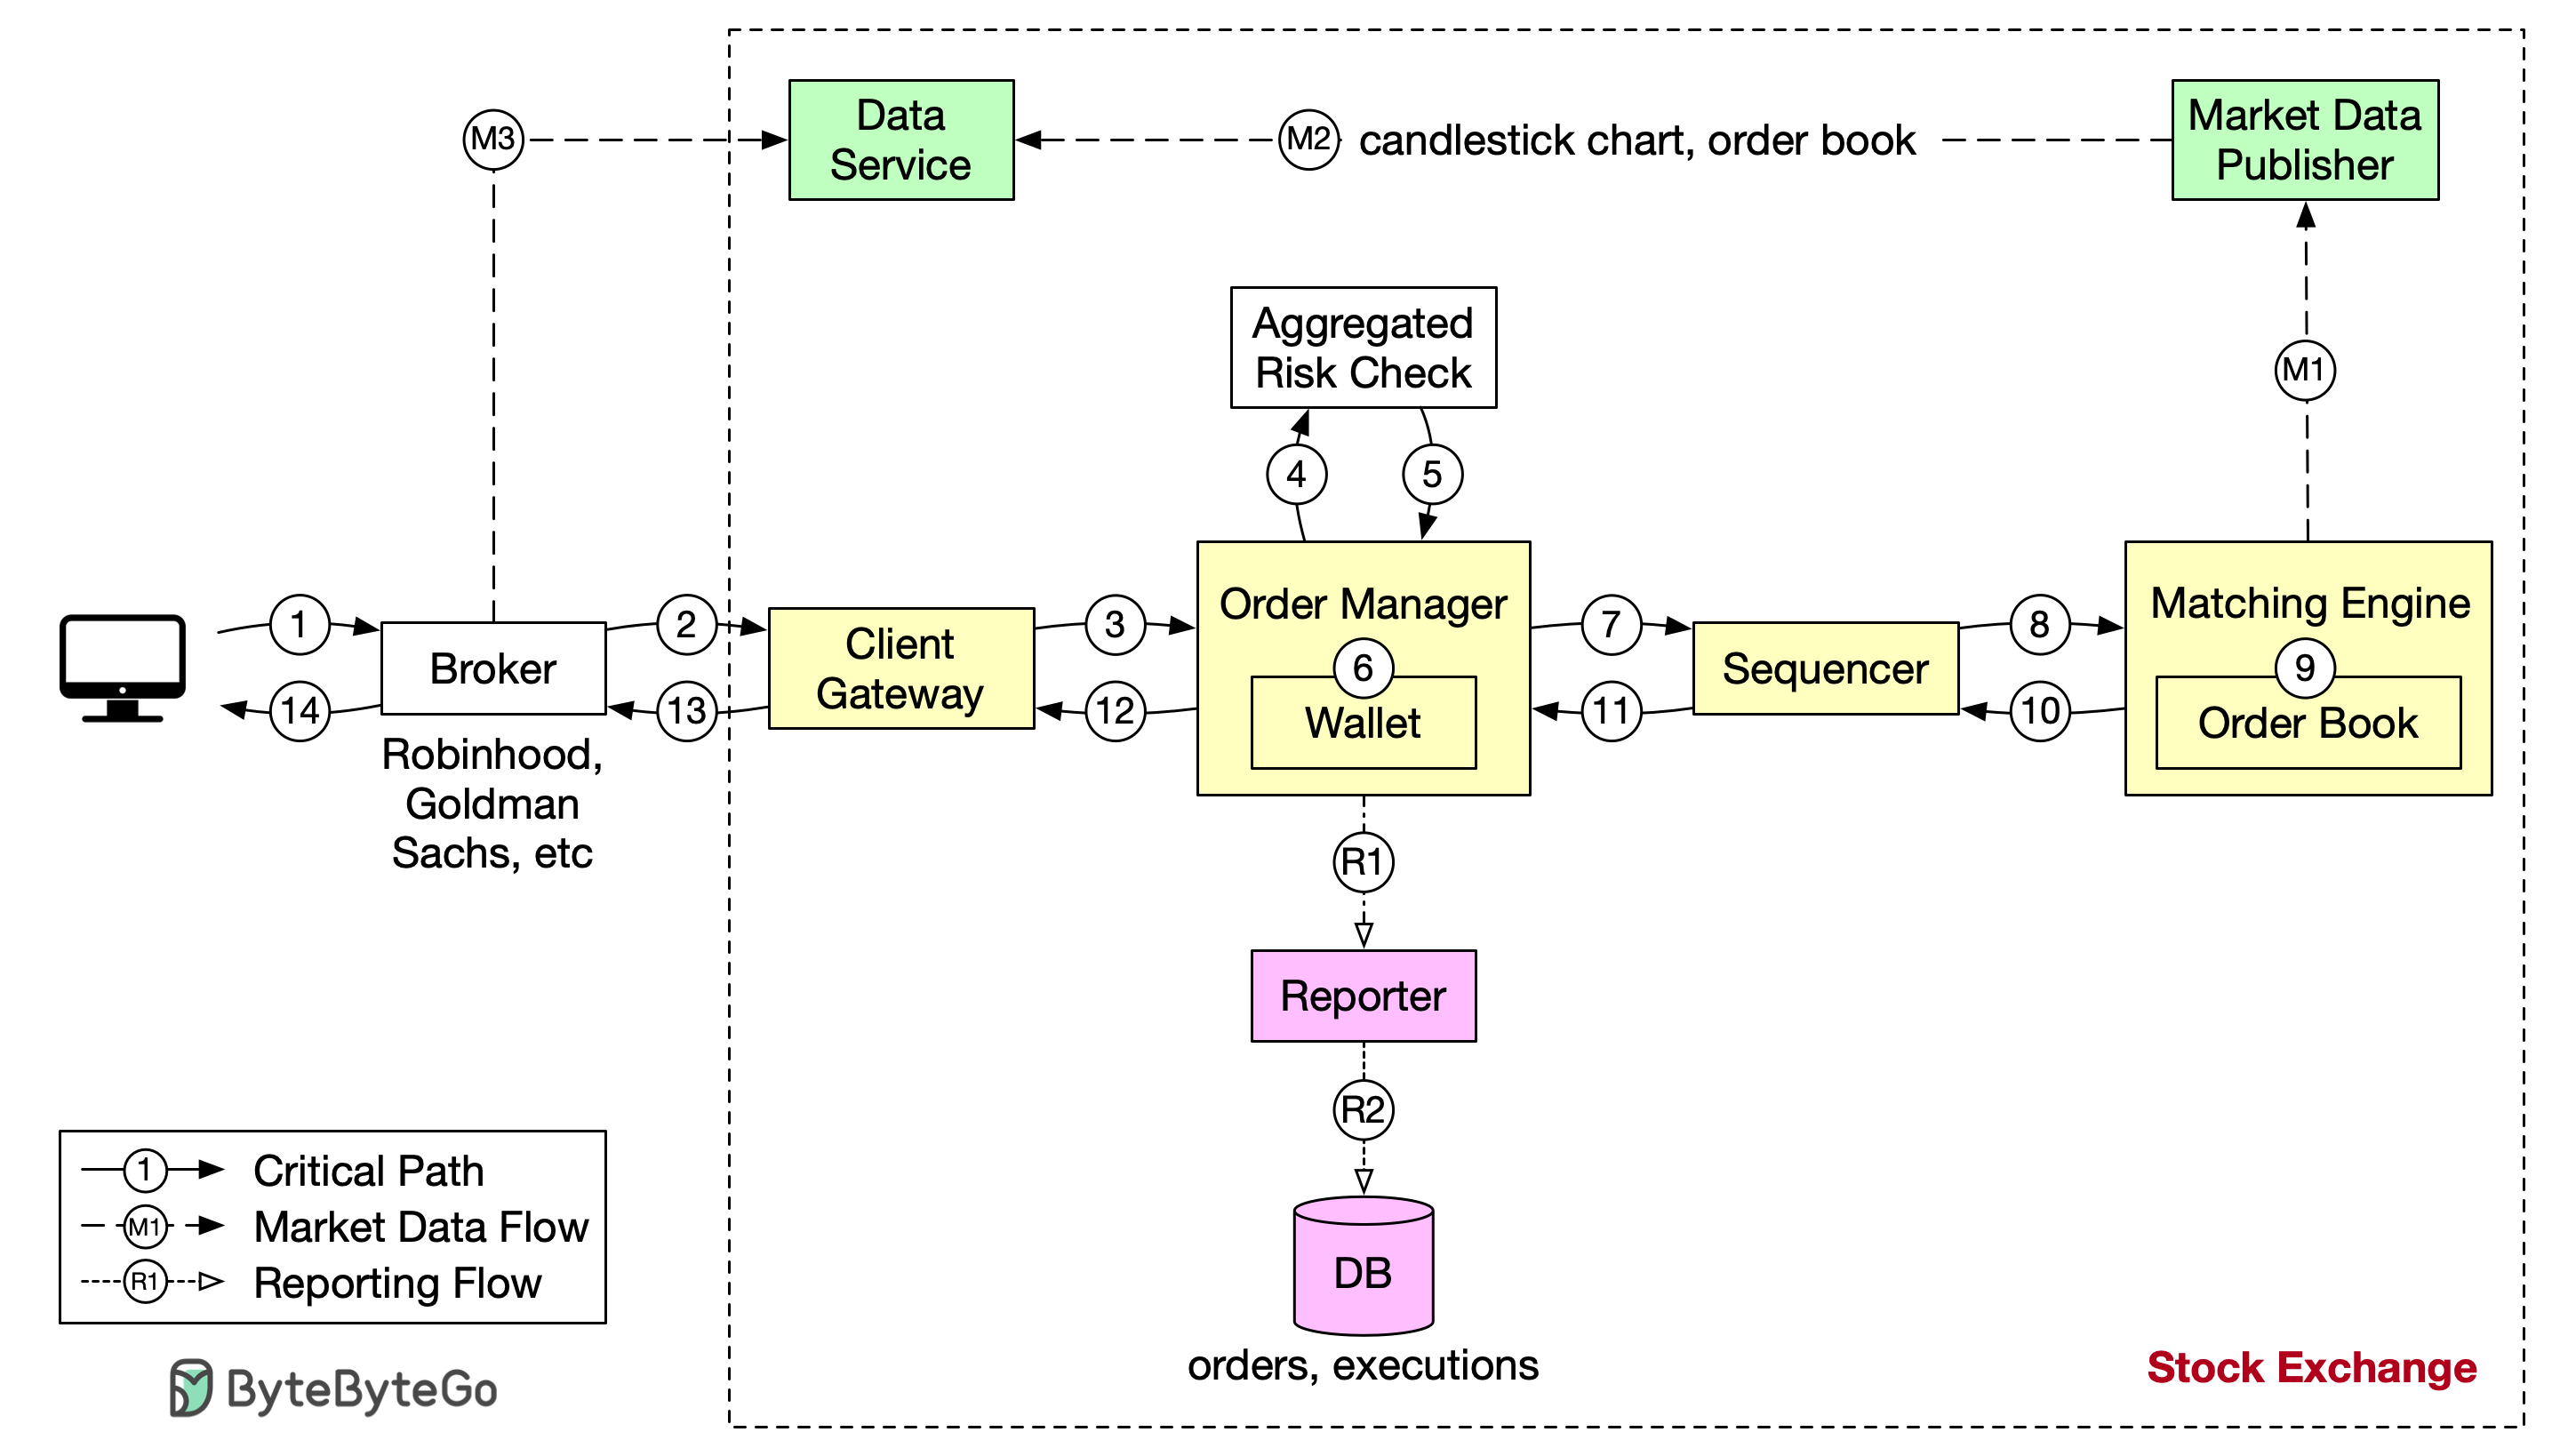 Data
Service
M3
M2
candlestick chart, order book
Market Data
Publisher
Aggregated
Risk Check
M1
4
5
1
2
3
Order Manager
7
8
Matching Engine
Broker
Client
Gateway
6
Wallet
Sequencer
9
Order Book
14
13
12
11
10
Robinhood,
Goldman
Sachs, etc
R1
Reporter
R2
DB
orders, executions
1 Critical Path
M1 Market Data Flow
R1 Reporting Flow
ByteByteGo
Stock Exchange